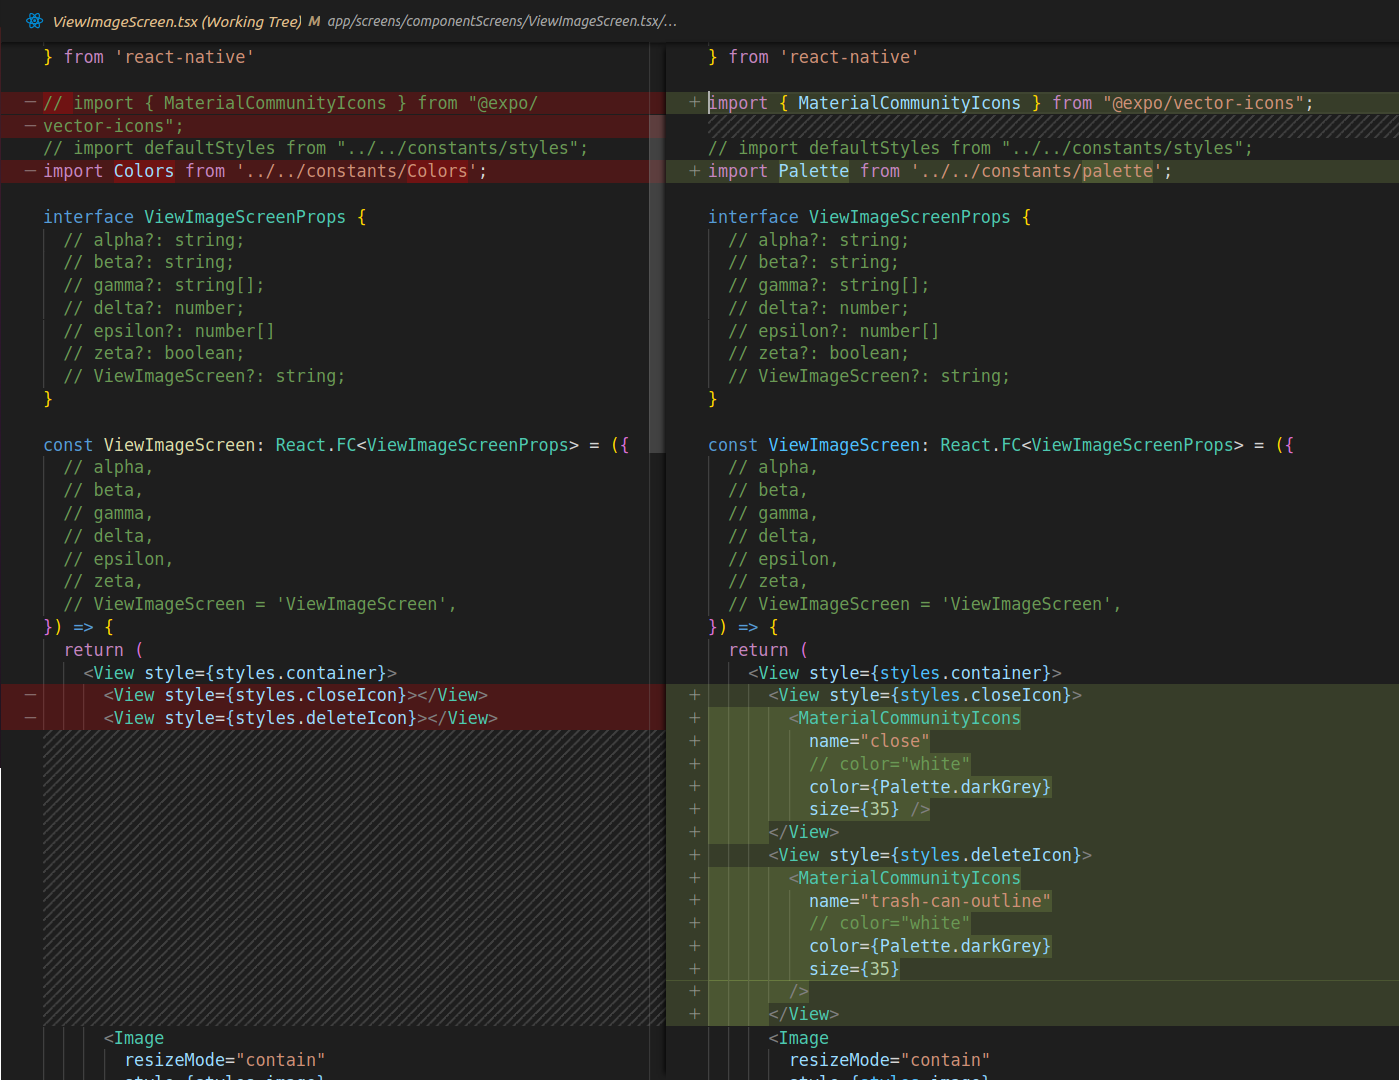 ViewImageScreen.tsx (Working Tree) M app/screens/componentScreens/ViewImageScreen.tsx/...
} from 'react-native'
— // import { MaterialCommunityIcons } from "@expo/
— vector-icons";
// import defaultStyles from "../../constants/styles";
— import Colors from '../../constants/Colors';
interface ViewImageScreenProps {
// alpha?: string;
// beta?: string;
// gamma?: string[];
// delta?: number;
// epsilon?: number[]
// zeta?: boolean;
// ViewImageScreen?: string;
}
const ViewImageScreen: React.FC<ViewImageScreenProps> = ({
// alpha,
// beta,
// gamma,
// delta,
// epsilon,
// zeta,
// ViewImageScreen = 'ViewImageScreen',
}) => {
return (
<View style={styles.container}>
— <View style={styles.closeIcon}></View>
— <View style={styles.deleteIcon}></View>
<Image
resizeMode="contain"
style={styles.image}
} from 'react-native'
+ import { MaterialCommunityIcons } from "@expo/vector-icons";
// import defaultStyles from "../../constants/styles";
+ import Palette from '../../constants/palette';
interface ViewImageScreenProps {
// alpha?: string;
// beta?: string;
// gamma?: string[];
// delta?: number;
// epsilon?: number[]
// zeta?: boolean;
// ViewImageScreen?: string;
}
const ViewImageScreen: React.FC<ViewImageScreenProps> = ({
// alpha,
// beta,
// gamma,
// delta,
// epsilon,
// zeta,
// ViewImageScreen = 'ViewImageScreen',
}) => {
return (
<View style={styles.container}>
+ <View style={styles.closeIcon}>
+ <MaterialCommunityIcons
+ name="close"
+ // color="white"
+ color={Palette.darkGrey}
+ size={35} />
+ </View>
+ <View style={styles.deleteIcon}>
+ <MaterialCommunityIcons
+ name="trash-can-outline"
+ // color="white"
+ color={Palette.darkGrey}
+ size={35}
+ />
+ </View>
<Image
resizeMode="contain"
style={styles.image}